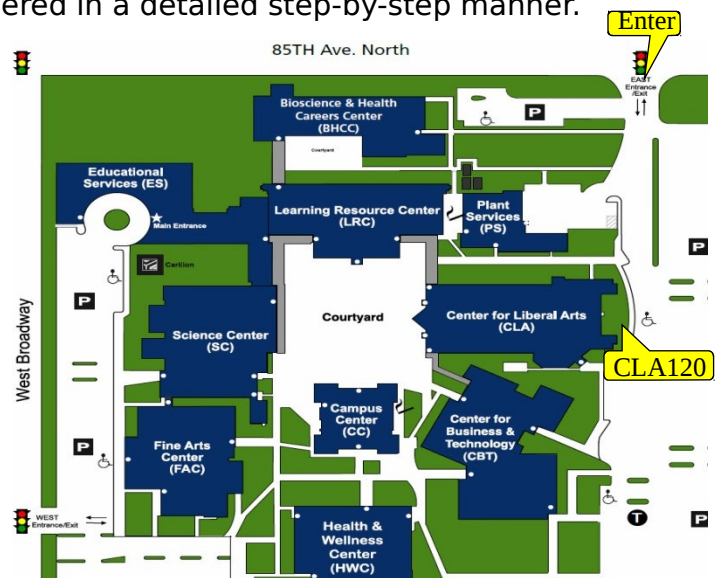 ered in a detailed step-by-step manner.
Enter
85TH Ave. North
EAST
Entrance
/Exit
Bioscience & Health
Careers Center
(BHCC)
P
Courtyard
Educational
Services (ES)
Main Entrance
Learning Resource Center
(LRC)
Plant
Services
(PS)
P
Carillon
P
West Broadway
Science Center
(SC)
Courtyard
Center for Liberal Arts
(CLA)
CLA120
Campus
Center
(CC)
Center for
Business &
Technology
(CBT)
Fine Arts
Center
(FAC)
P
WEST
Entrance/Exit
Health &
Wellness
Center
(HWC)
T
P